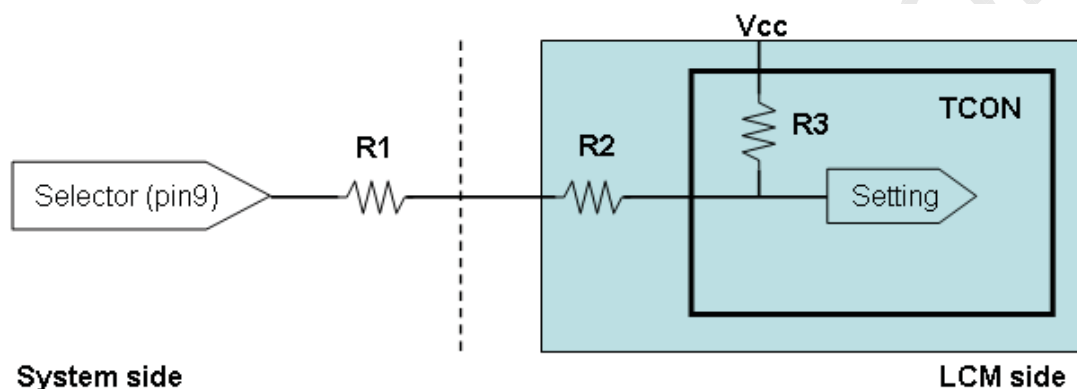 Vcc
TCON
R3
R1
R2
Selector (pin9)
Setting
System side
LCM side